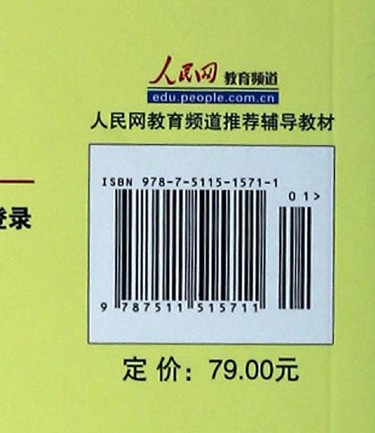 人民网 教育频道
edu.people.com.cn
人民网教育频道推荐辅导教材
ISBN 978-7-5115-1571-1
01>
9 787511 515711
登录
定价：79.00元